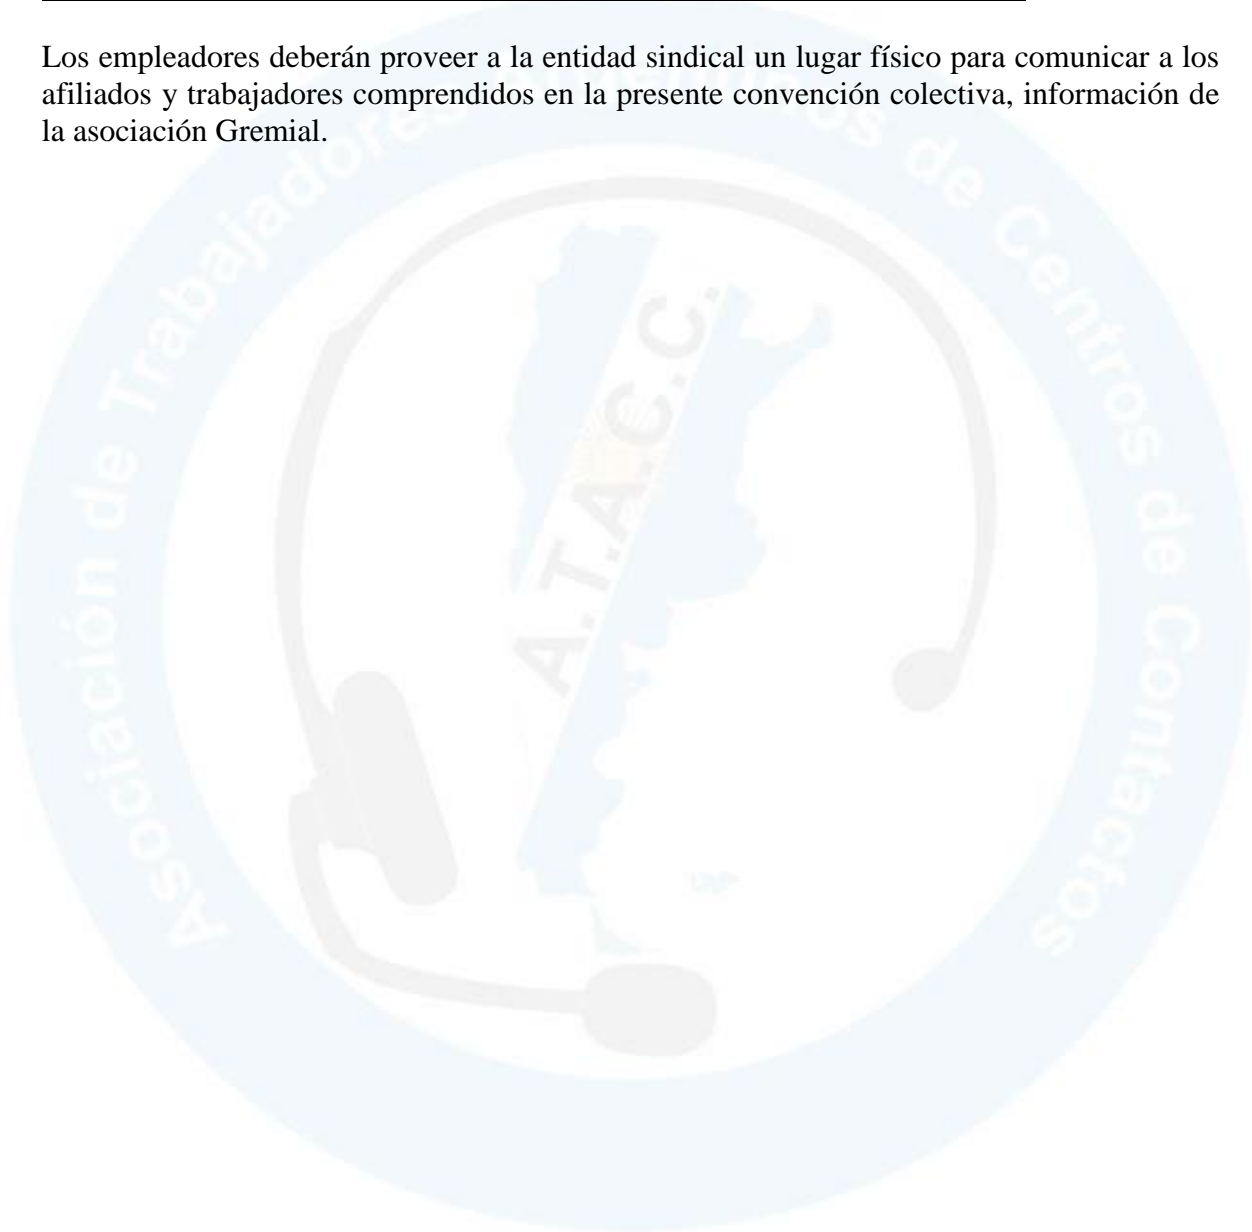 Los empleadores deberán proveer a la entidad sindical un lugar físico para comunicar a los
afiliados y trabajadores comprendidos en la presente convención colectiva, información de
la asociación Gremial.
Asociación de Trabajadores Argentinos de Centros de Contactos
A.T.A.C.C.